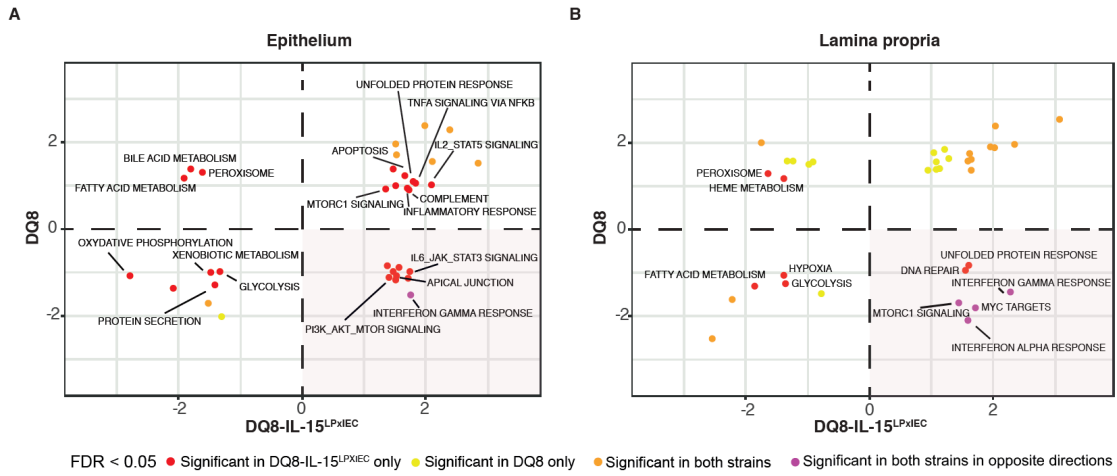 A
Epithelium
DQ8
2
0
-2
UNFOLDED PROTEIN RESPONSE
TNFA SIGNALING VIA NFKB
IL2_STAT5 SIGNALING
APOPTOSIS
BILE ACID METABOLISM
PEROXISOME
FATTY ACID METABOLISM
MTORC1 SIGNALING
COMPLEMENT
INFLAMMATORY RESPONSE
OXYDATIVE PHOSPHORYLATION
XENOBIOTIC METABOLISM
IL6_JAK_STAT3 SIGNALING
GLYCOLYSIS
APICAL JUNCTION
PROTEIN SECRETION
INTERFERON GAMMA RESPONSE
PI3K_AKT_MTOR SIGNALING
-2 0 2
DQ8-IL-15LPxIEC
B
Lamina propria
DQ8
2
0
-2
PEROXISOME
HEME METABOLISM
UNFOLDED PROTEIN RESPONSE
FATTY ACID METABOLISM
HYPOXIA
DNA REPAIR
GLYCOLYSIS
INTERFERON GAMMA RESPONSE
MTORC1 SIGNALING
MYC TARGETS
INTERFERON ALPHA RESPONSE
-2 0 2
DQ8-IL-15LPxIEC
FDR < 0.05 Significant in DQ8-IL-15LPxIEC only Significant in DQ8 only Significant in both strains Significant in both strains in opposite directions